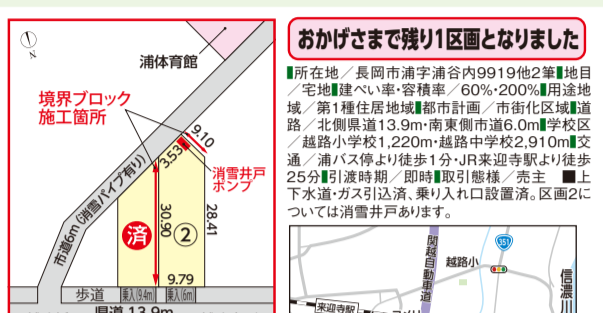 N
浦体育館
境界ブロック
施工箇所
9.10
3.53
消雪井戸
ポンプ
市道6m(消雪パイプ有り)
30.90
28.41
済
②
9.79
歩道
乗入(9.4m)
乗入(6m)
県道 13.9m
おかげさまで残り1区画となりました
■所在地／長岡市浦字浦谷内9919他2筆■地目
／宅地■建ぺい率・容積率／60%・200%■用途地
域／第1種住居地域■都市計画／市街化区域■道
路／北側県道13.9m・南東側市道6.0m■学校区
／越路小学校1,220m・越路中学校2,910m■交
通／浦バス停より徒歩1分・JR来迎寺駅より徒歩
25分■引渡時期／即時■取引態様／売主 ■上
下水道・ガス引込済、乗り入れ口設置済。区画2に
ついては消雪井戸あります。
351
関越自動車道
越路小
信濃川
来迎寺駅